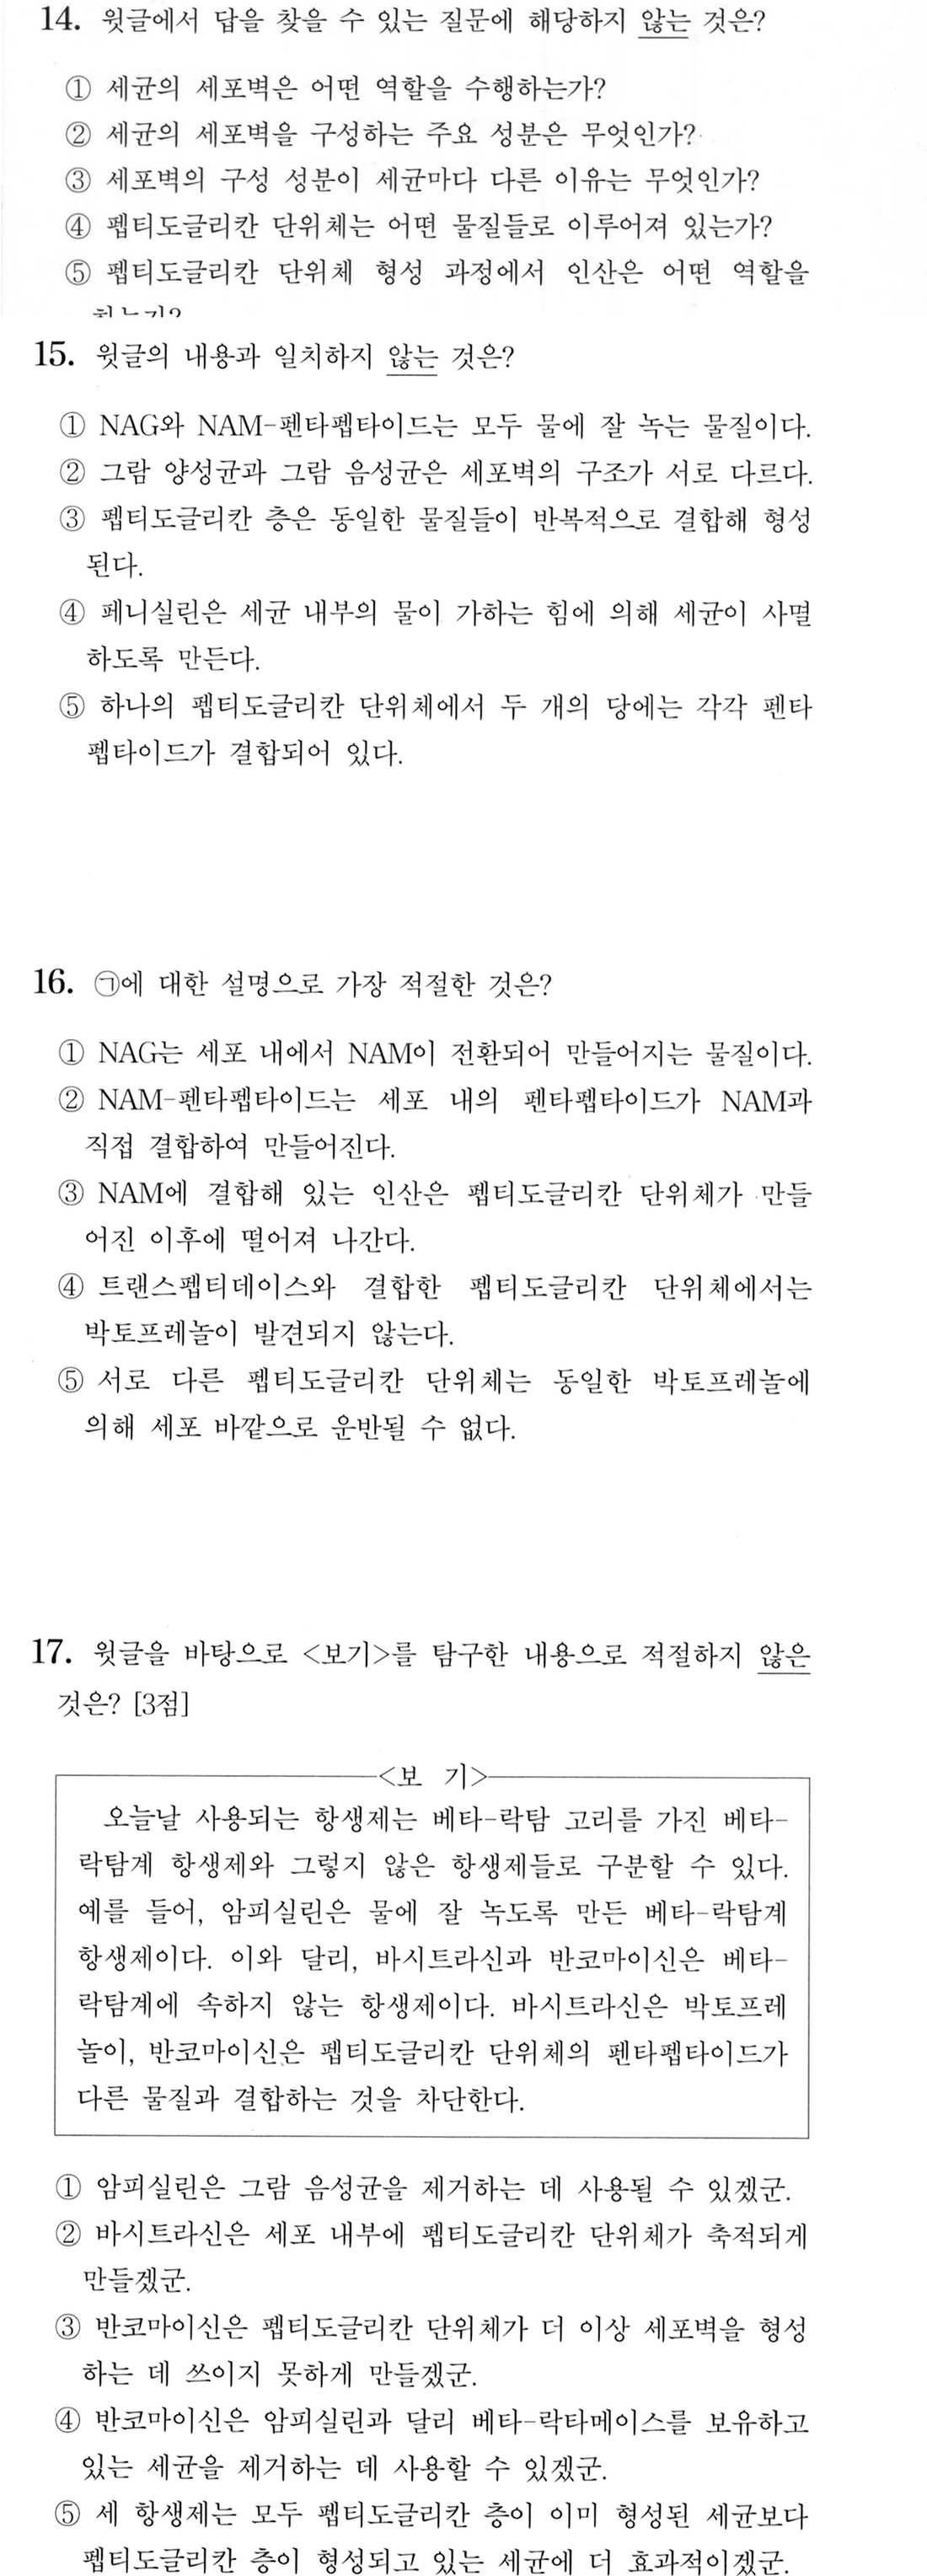 14. 윗글에서 답을 찾을 수 있는 질문에 해당하지 않는 것은?
① 세균의 세포벽은 어떤 역할을 수행하는가?
② 세균의 세포벽을 구성하는 주요 성분은 무엇인가?
③ 세포벽의 구성 성분이 세균마다 다른 이유는 무엇인가?
④ 펩티도글리칸 단위체는 어떤 물질들로 이루어져 있는가?
⑤ 펩티도글리칸 단위체 형성 과정에서 인산은 어떤 역할을
15. 윗글의 내용과 일치하지 않는 것은?
① NAG와 NAM-펜타펩타이드는 모두 물에 잘 녹는 물질이다.
② 그람 양성균과 그람 음성균은 세포벽의 구조가 서로 다르다.
③ 펩티도글리칸 층은 동일한 물질들이 반복적으로 결합해 형성
된다.
④ 페니실린은 세균 내부의 물이 가하는 힘에 의해 세균이 사멸
하도록 만든다.
⑤ 하나의 펩티도글리칸 단위체에서 두 개의 당에는 각각 펜타
펩타이드가 결합되어 있다.
16. ㉠에 대한 설명으로 가장 적절한 것은?
① NAG는 세포 내에서 NAM이 전환되어 만들어지는 물질이다.
② NAM-펜타펩타이드는 세포 내의 펜타펩타이드가 NAM과
직접 결합하여 만들어진다.
③ NAM에 결합해 있는 인산은 펩티도글리칸 단위체가 만들
어진 이후에 떨어져 나간다.
④ 트랜스펩티데이스와 결합한 펩티도글리칸 단위체에서는
박토프레놀이 발견되지 않는다.
⑤ 서로 다른 펩티도글리칸 단위체는 동일한 박토프레놀에
의해 세포 바깥으로 운반될 수 없다.
17. 윗글을 바탕으로 <보기>를 탐구한 내용으로 적절하지 않은
것은? [3점]
<보 기>
오늘날 사용되는 항생제는 베타-락탐 고리를 가진 베타-
락탐계 항생제와 그렇지 않은 항생제들로 구분할 수 있다.
예를 들어, 암피실린은 물에 잘 녹도록 만든 베타-락탐계
항생제이다. 이와 달리, 바시트라신과 반코마이신은 베타-
락탐계에 속하지 않는 항생제이다. 바시트라신은 박토프레
놀이, 반코마이신은 펩티도글리칸 단위체의 펜타펩타이드가
다른 물질과 결합하는 것을 차단한다.
① 암피실린은 그람 음성균을 제거하는 데 사용될 수 있겠군.
② 바시트라신은 세포 내부에 펩티도글리칸 단위체가 축적되게
만들겠군.
③ 반코마이신은 펩티도글리칸 단위체가 더 이상 세포벽을 형성
하는 데 쓰이지 못하게 만들겠군.
④ 반코마이신은 암피실린과 달리 베타-락타메이스를 보유하고
있는 세균을 제거하는 데 사용할 수 있겠군.
⑤ 세 항생제는 모두 펩티도글리칸 층이 이미 형성된 세균보다
펩티도글리칸 층이 형성되고 있는 세균에 더 효과적이겠군.